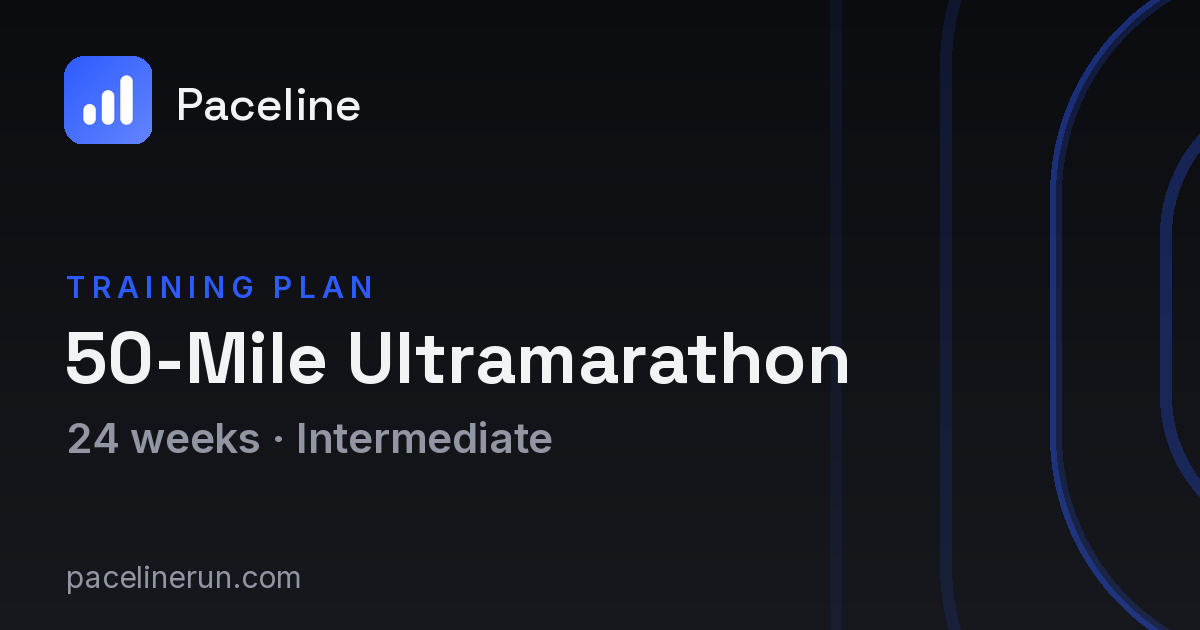 Paceline
TRAINING PLAN
50-Mile Ultramarathon
24 weeks · Intermediate
pacelinerun.com